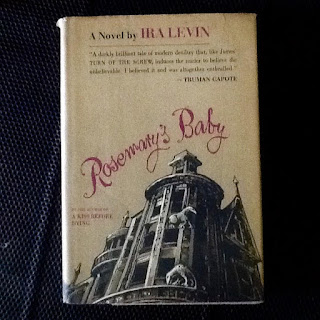 A Novel by IRA LEVIN
"A darkly brilliant tale of modern deviltry that, like James'
TURN OF THE SCREW, induces the reader to believe the
unbelievable. I believed it and was altogether enthralled."
— TRUMAN CAPOTE
Rosemary's Baby
BY THE AUTHOR OF
A KISS BEFORE
DYING